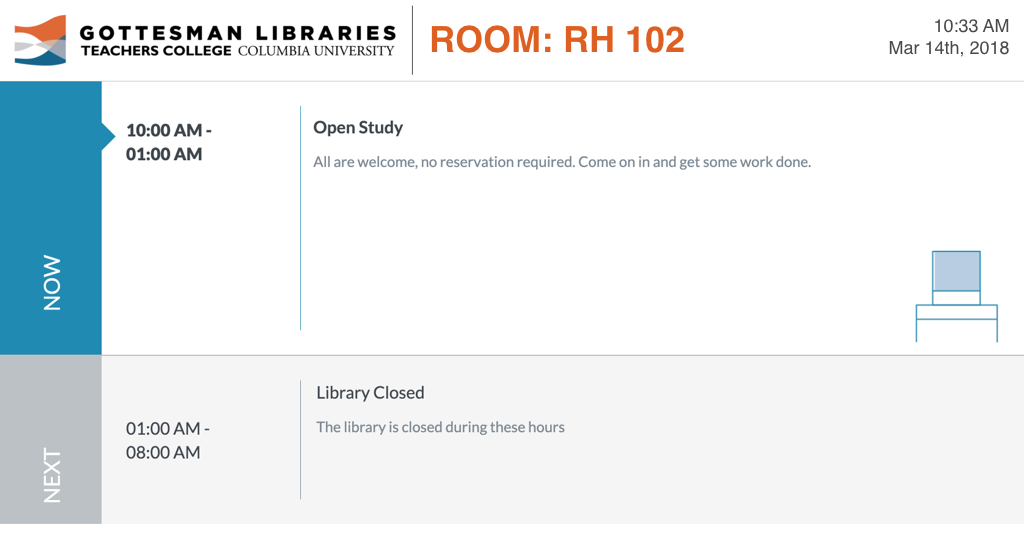 GOTTESMAN LIBRARIES
TEACHERS COLLEGE COLUMBIA UNIVERSITY
ROOM: RH 102
10:33 AM
Mar 14th, 2018
NOW
10:00 AM -
01:00 AM
Open Study
All are welcome, no reservation required. Come on in and get some work done.
NEXT
01:00 AM -
08:00 AM
Library Closed
The library is closed during these hours